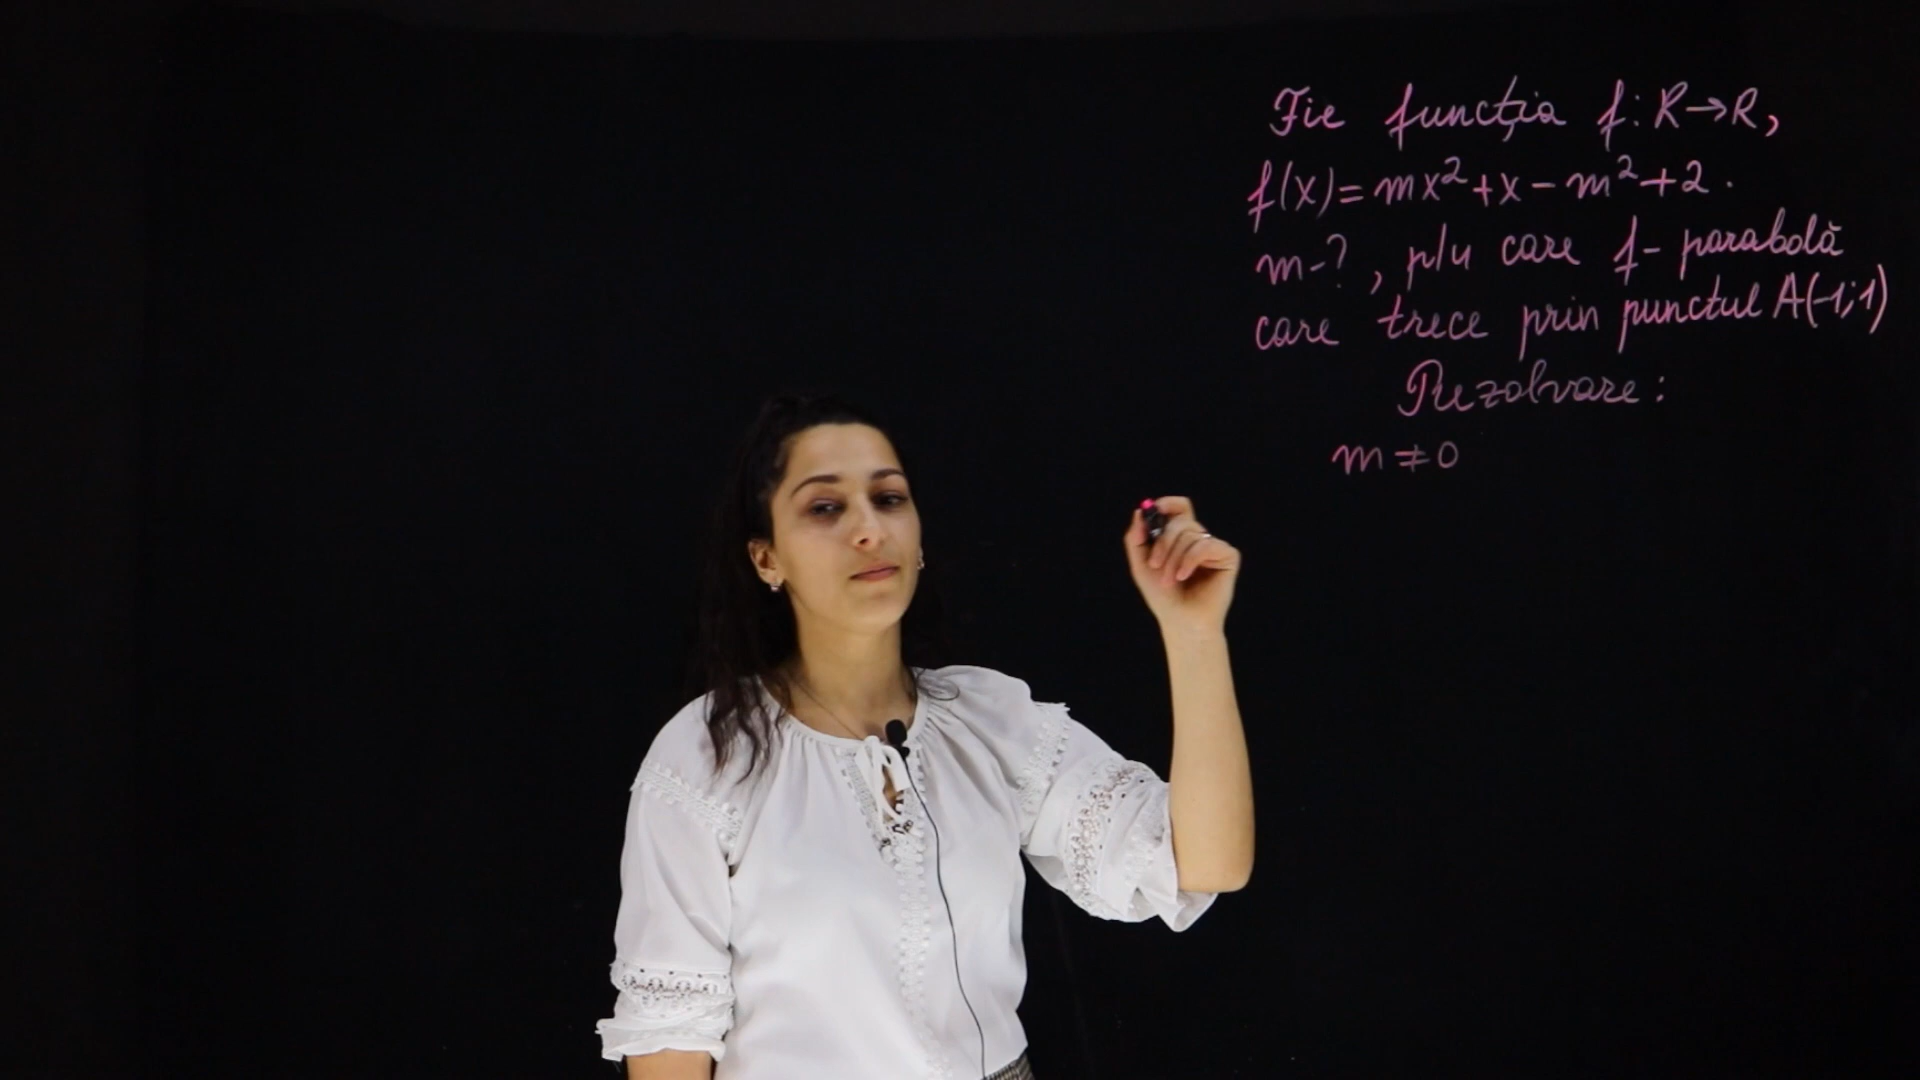 Fie funcția f: R→R,
f(x)=mx²+x-m²+2.
m-?, p/u care f- parabolă
care trece prin punctul A(-1;1)
Rezolvare:
m≠0